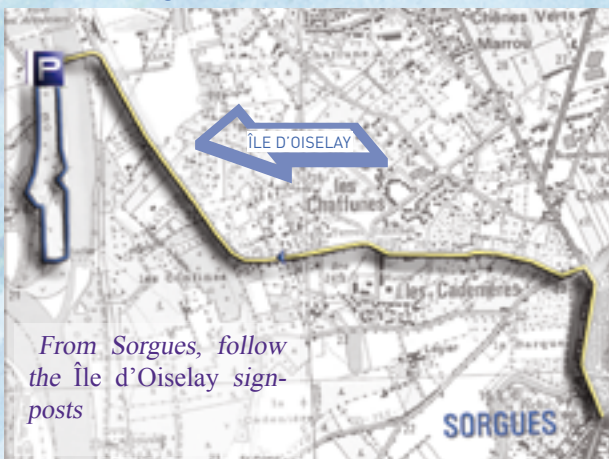 Chênes Verts
Marrou
P
ÎLE D'OISELAY
les
Chaffunes
les Cadenières
From Sorgues, follow
the Île d'Oiselay sign-
posts
SORGUES